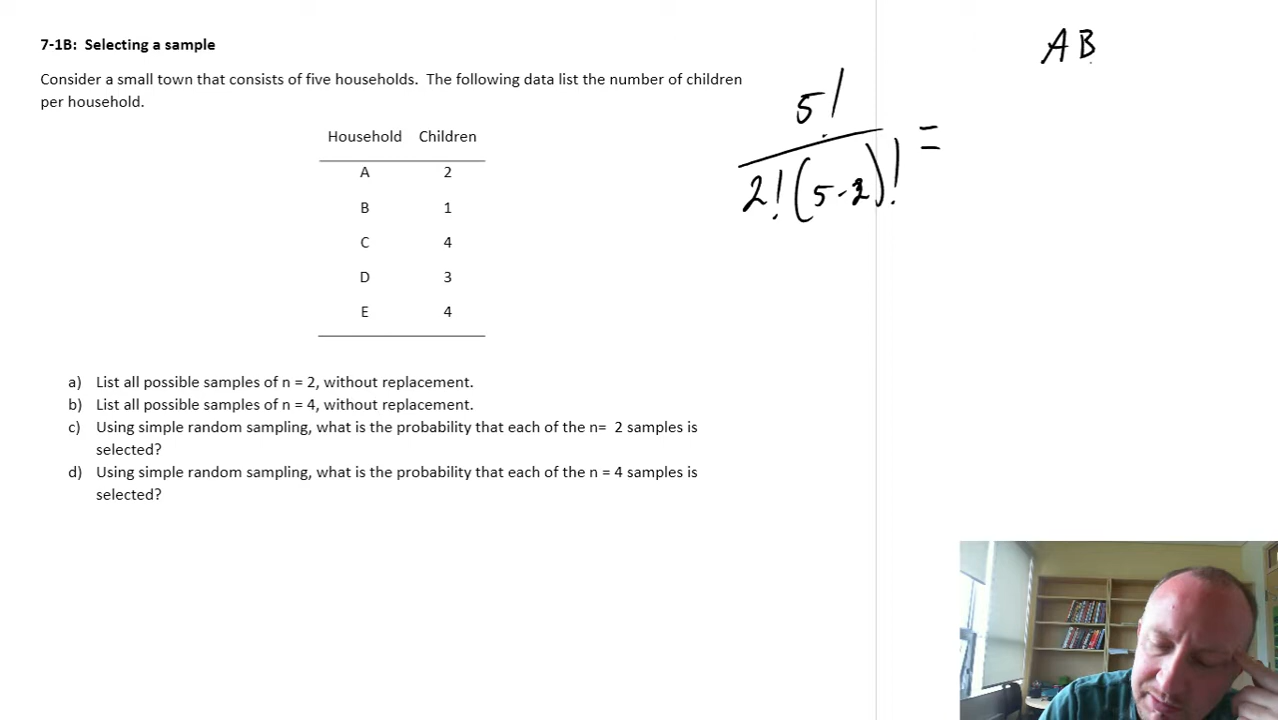 7-1B: Selecting a sample
Consider a small town that consists of five households. The following data list the number of children
per household.
Household Children
A 2
B 1
C 4
D 3
E 4
a) List all possible samples of n = 2, without replacement.
b) List all possible samples of n = 4, without replacement.
c) Using simple random sampling, what is the probability that each of the n= 2 samples is
selected?
d) Using simple random sampling, what is the probability that each of the n = 4 samples is
selected?
5!
2!(5-2)! =
A B